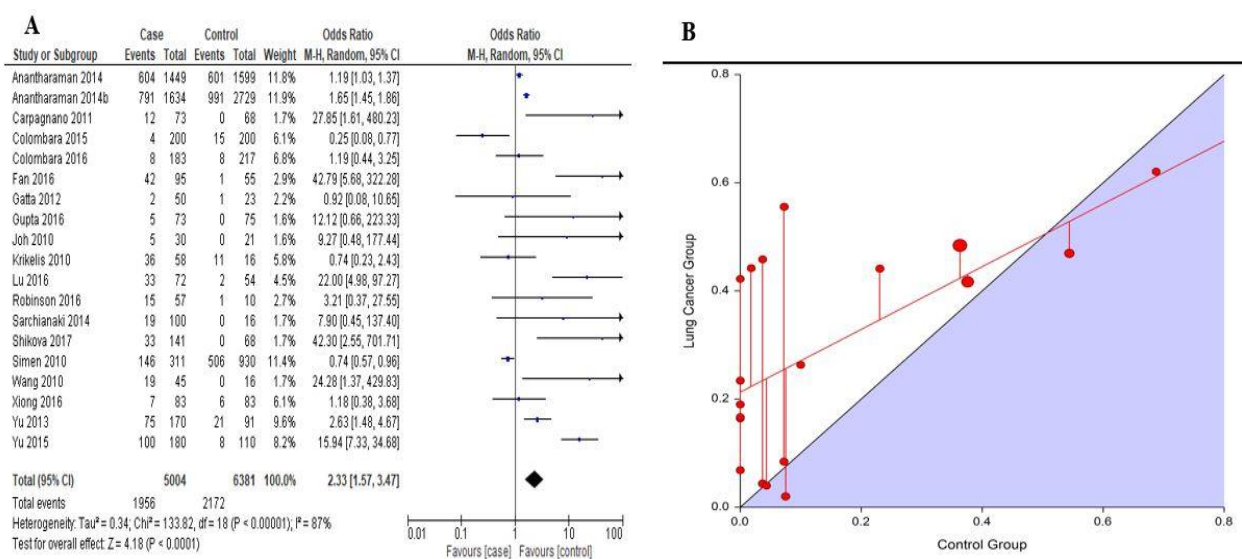 A
Case Control Odds Ratio Odds Ratio
Study or Subgroup Events Total Events Total Weight M-H, Random, 95% CI M-H, Random, 95% CI
Anantharaman 2014 604 1449 601 1599 11.8% 1.19 [1.03, 1.37]
Anantharaman 2014b 791 1634 991 2729 11.9% 1.65 [1.45, 1.86]
Carpagnano 2011 12 73 0 68 1.7% 27.85 [1.61, 480.23]
Colombara 2015 4 200 15 200 6.1% 0.25 [0.08, 0.77]
Colombara 2016 8 183 8 217 6.8% 1.19 [0.44, 3.25]
Fan 2016 42 95 1 55 2.9% 42.79 [5.68, 322.28]
Gatta 2012 2 50 1 23 2.2% 0.92 [0.08, 10.65]
Gupta 2016 5 73 0 75 1.7% 12.12 [0.66, 223.33]
Joh 2010 5 30 0 21 1.6% 9.27 [0.48, 177.44]
Krikelis 2010 36 58 11 16 5.8% 0.74 [0.23, 2.43]
Lu 2016 33 72 2 54 4.5% 22.00 [4.98, 97.27]
Robinson 2016 15 57 1 10 2.7% 3.21 [0.37, 27.55]
Sarchianaki 2014 19 100 0 16 1.7% 7.90 [0.45, 137.40]
Shikova 2017 33 141 0 68 1.7% 42.30 [2.55, 701.71]
Simen 2010 146 311 506 930 11.4% 0.74 [0.57, 0.96]
Wang 2010 19 45 0 16 1.7% 24.28 [1.37, 429.83]
Xiong 2016 7 83 6 83 6.2% 1.18 [0.38, 3.68]
Yu 2013 75 170 21 91 9.6% 2.63 [1.48, 4.67]
Yu 2015 100 180 8 110 8.2% 15.94 [7.33, 34.68]
Total (95% CI) 5004 6381 100.0% 2.33 [1.57, 3.47]
Total events 1956 2172
Heterogeneity: Tau² = 0.34; Chi² = 133.82, df = 18 (P < 0.00001); I² = 87%
Test for overall effect: Z = 4.18 (P < 0.0001)
0.01 0.1 1 10 100
Favours [case] Favours [control]
B
0.8
0.6
0.4
0.2
0.0
Lung Cancer Group
0.0 0.2 0.4 0.6 0.8
Control Group